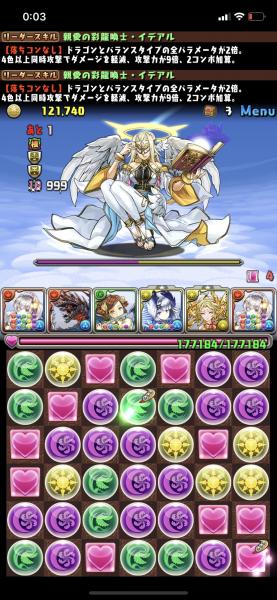 0:03
リーダースキル 親愛の彩龍喚士・イデアル
【落ちコンなし】ドラゴンとバランスタイプの全パラメータが2倍。
4色以上同時攻撃でダメージを軽減、攻撃力が9倍、2コンボ加算。
リーダースキル 親愛の彩龍喚士・イデアル
【落ちコンなし】ドラゴンとバランスタイプの全パラメータが2倍。
4色以上同時攻撃でダメージを軽減、攻撃力が9倍、2コンボ加算。
121,740 3 Menu
あと 1
999
4
177184/177184